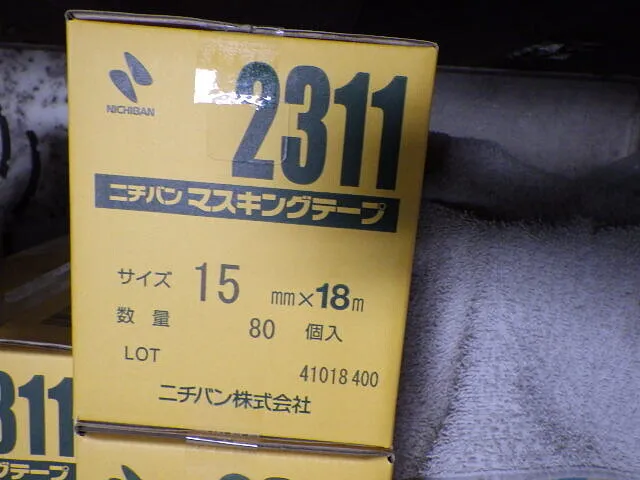 NICHIBAN
2311
ニチバン マスキングテープ
サイズ 15 mm×18m
数量 80 個入
LOT
41018 400
ニチバン株式会社
311
グテープ